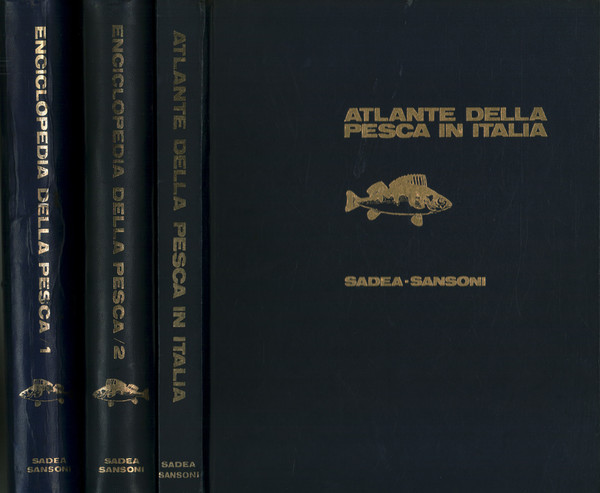 ENCICLOPEDIA DELLA PESCA/1
SADEA
SANSONI
ENCICLOPEDIA DELLA PESCA/2
SADEA
SANSONI
ATLANTE DELLA PESCA IN ITALIA
SADEA
SANSONI
ATLANTE DELLA
PESCA IN ITALIA
SADEA-SANSONI